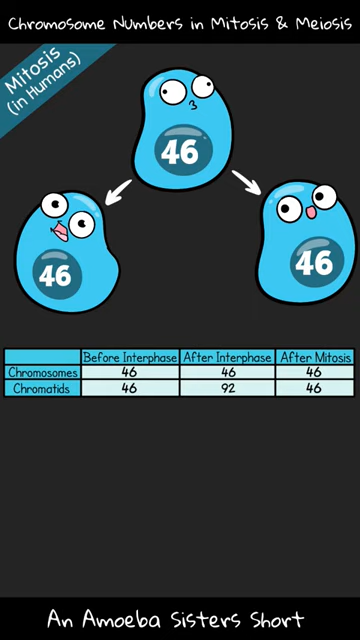 Chromosome Numbers in Mitosis & Meiosis
Mitosis
(in Humans)
46
46
46
Before Interphase After Interphase After Mitosis
Chromosomes 46 46 46
Chromatids 46 92 46
An Amoeba Sisters Short